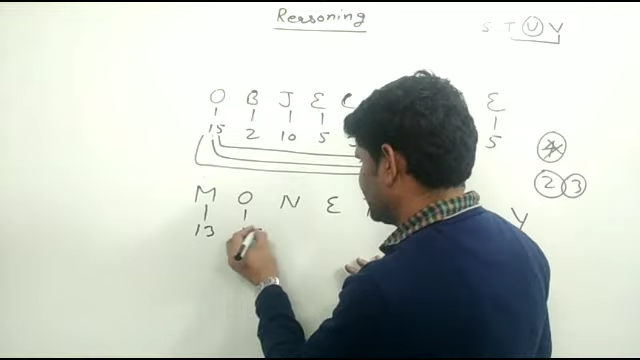 Reasoning
S T U V
O B J E C E
15 2 10 5 5
4
2 3
M O N E Y
13